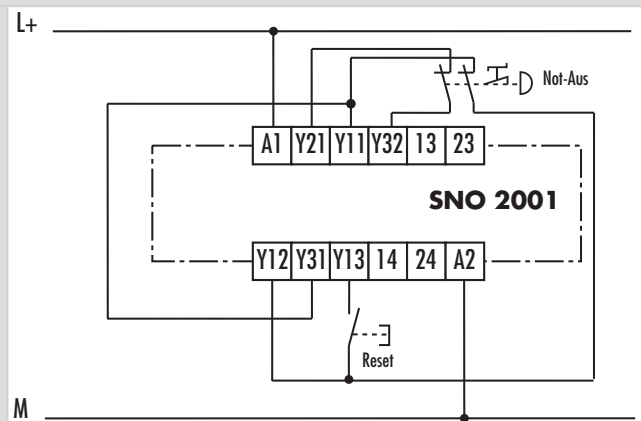 L+
Not-Aus
A1 Y21 Y11 Y32 13 23
SNO 2001
Y12 Y31 Y13 14 24 A2
Reset
M